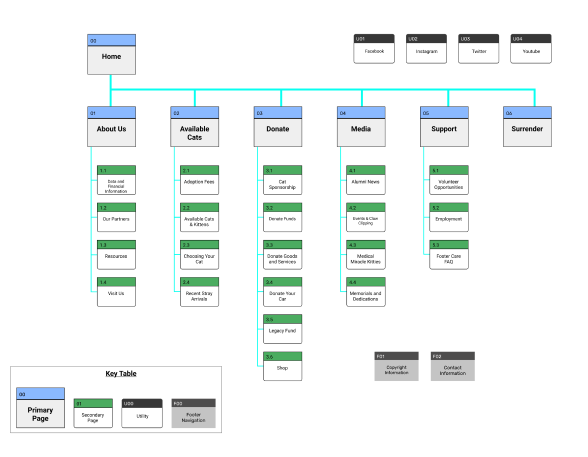 00
Home
U01
Facebook
U02
Instagram
U03
Twitter
U04
Youtube
01
About Us
02
Available
Cats
03
Donate
04
Media
05
Support
06
Surrender
1.1
Data and
Financial
Information
1.2
Our Partners
1.3
Resources
1.4
Visit Us
2.1
Adoption Fees
2.2
Available Cats
& Kittens
2.3
Choosing Your
Cat
2.4
Recent Stray
Arrivals
3.1
Cat
Sponsorship
3.2
Donate Funds
3.3
Donate Goods
and Services
3.4
Donate Your
Car
3.5
Legacy Fund
3.6
Shop
4.1
Alumni News
4.2
Events &
Clipping
4.3
Medical
Miracle Kitties
4.4
Memorials and
Dedications
5.1
Volunteer
Opportunities
5.2
Employment
5.3
Foster Care
FAQ
F01
Copyright
Information
F02
Contact
Information
Key Table
00
Primary
Page
01
Secondary
Page
U00
Utility
F00
Footer
Navigation